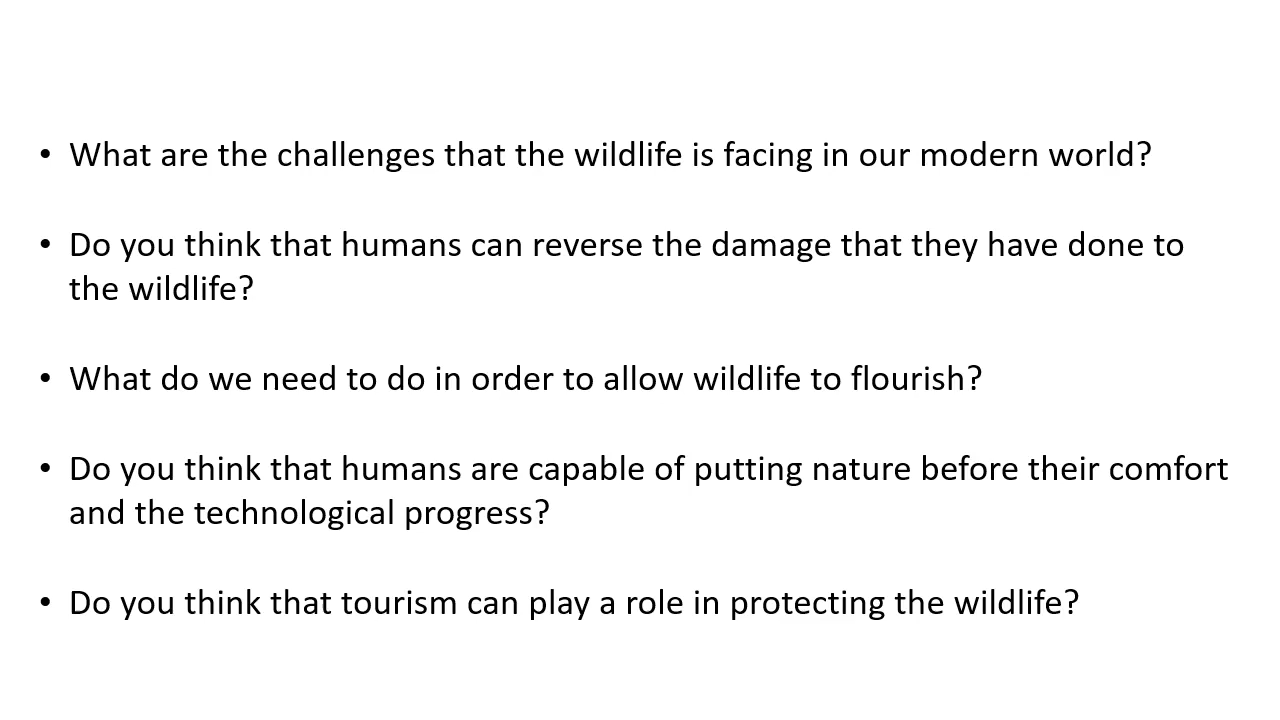 • What are the challenges that the wildlife is facing in our modern world?
• Do you think that humans can reverse the damage that they have done to
the wildlife?
• What do we need to do in order to allow wildlife to flourish?
• Do you think that humans are capable of putting nature before their comfort
and the technological progress?
• Do you think that tourism can play a role in protecting the wildlife?